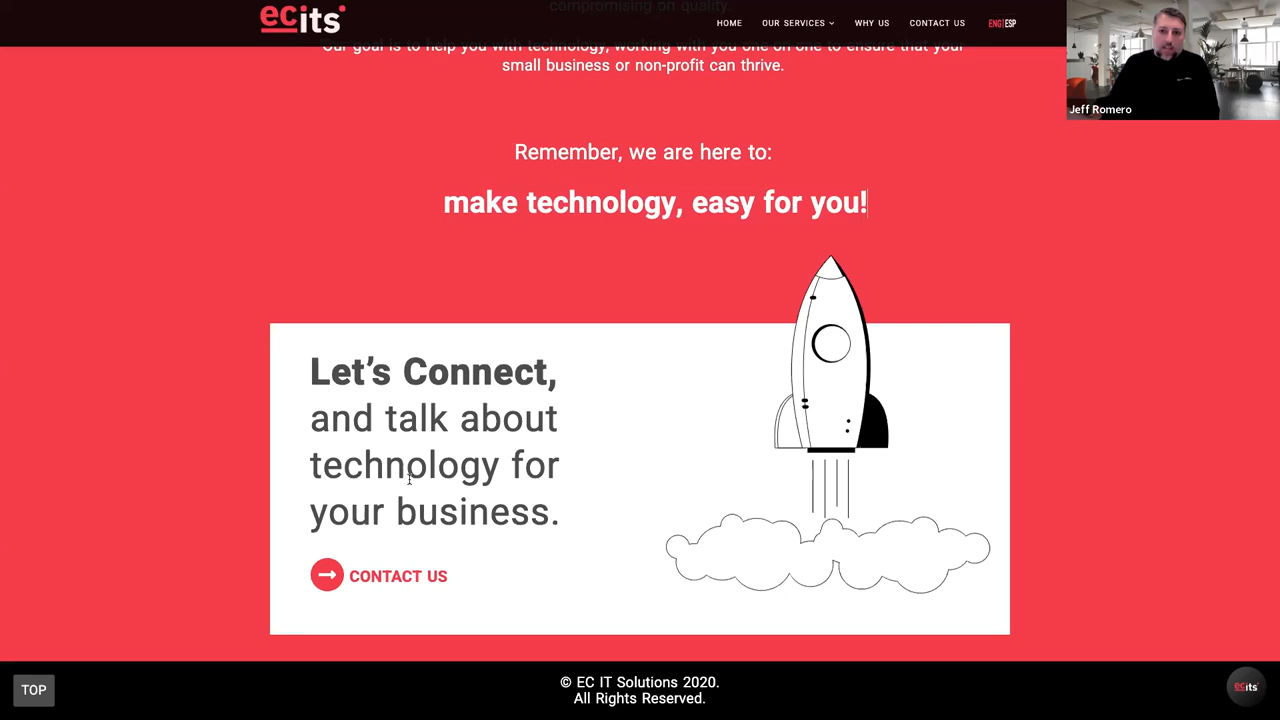 compromising on quality.
ecits
HOME
OUR SERVICES
WHY US
CONTACT US
ENG|ESP
Our goal is to help you with technology, working with you one on one to ensure that your
small business or non-profit can thrive.
Jeff Romero
Remember, we are here to:
make technology, easy for you!
Let's Connect,
and talk about
technology for
your business.
CONTACT US
TOP
© EC IT Solutions 2020.
All Rights Reserved.
ecits